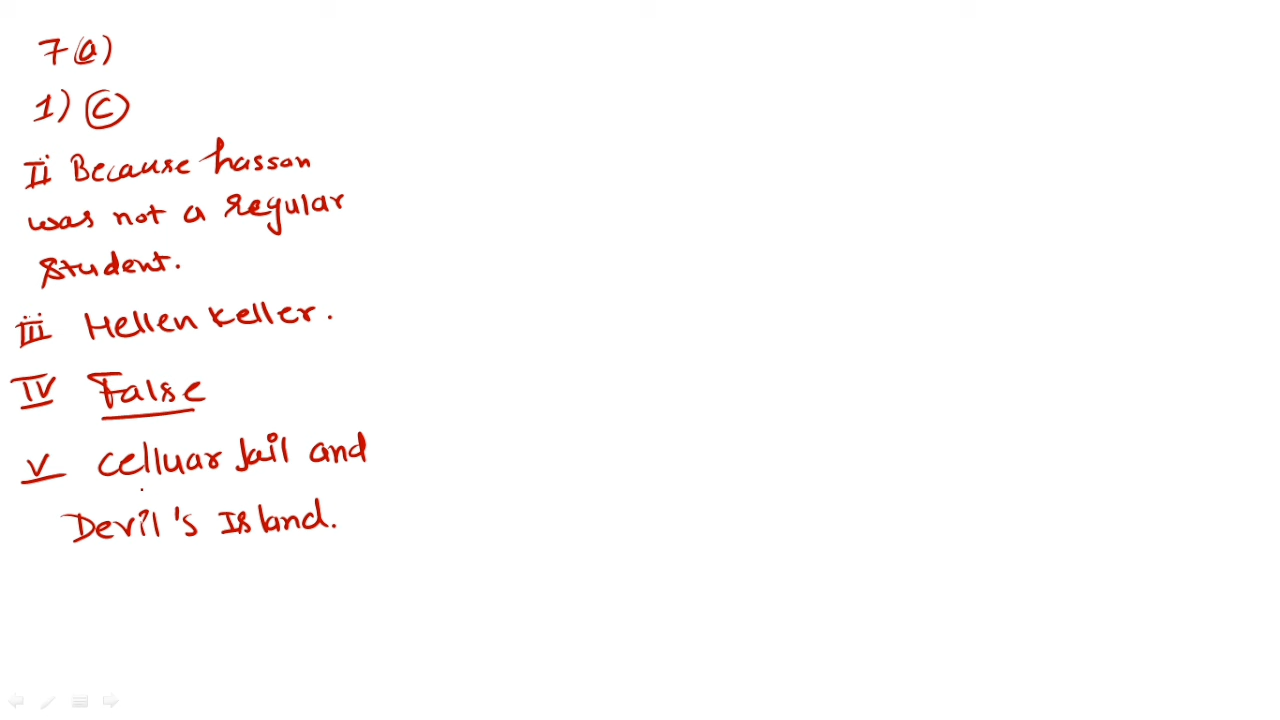 7(a)
1) (c)
ii Because hasson
was not a regular
student.
iii Hellen Keller.
IV False
V celluar Jail and
Devil's Island.